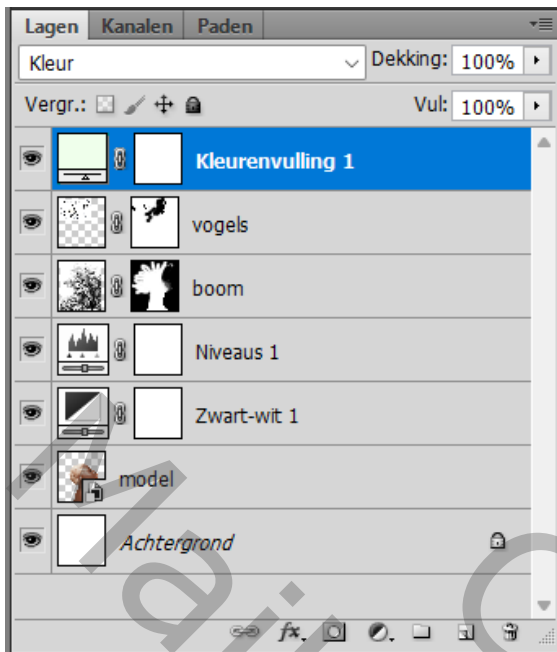 Lagen Kanalen Paden
Kleur Dekking: 100%
Vergr.: Vul: 100%
Kleurenvulling 1
vogels
boom
Niveaus 1
Zwart-wit 1
model
Achtergrond
fx.